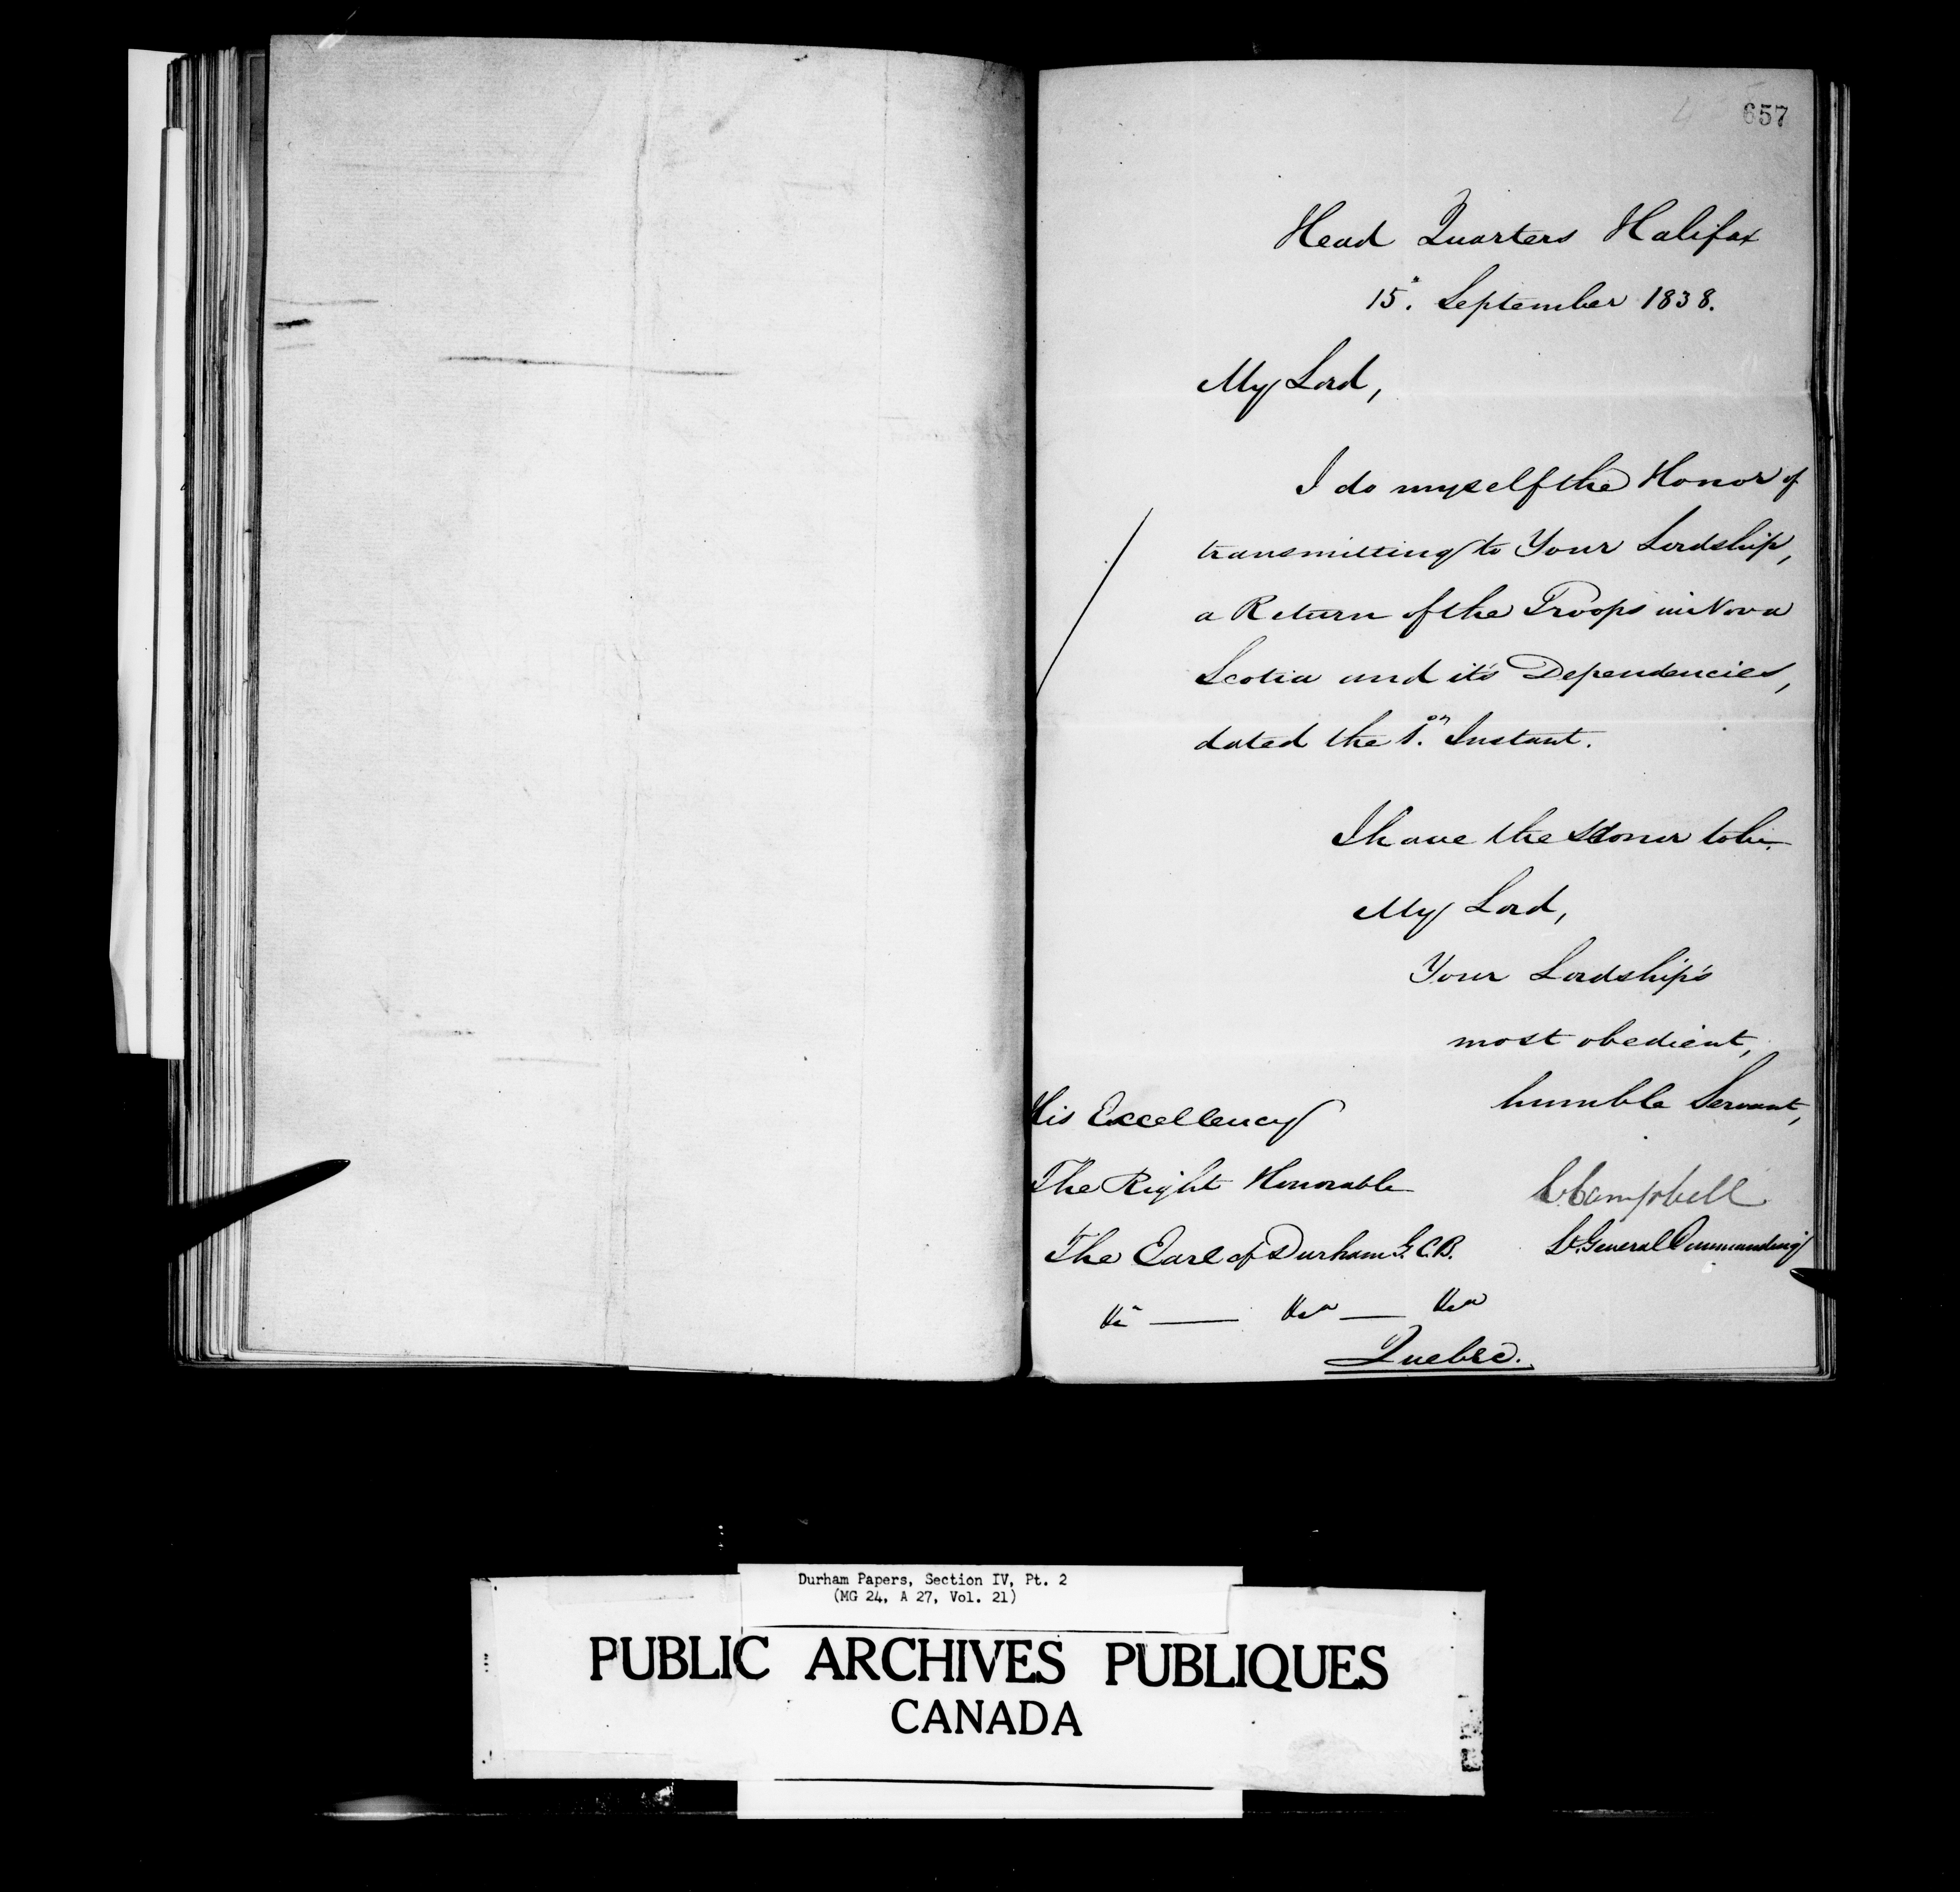 657
Head Quarters Halifax
15th. September 1838.
My Lord,
I do myself the Honor of
transmitting to Your Lordship,
a Return of the Troops in Nova
Scotia and it's Dependencies,
dated the 1st. Instant.
I have the Honor to be
My Lord,
Your Lordship's
most obedient,
humble Servant,
His Excellency
The Right Honorable
The Earl of Durham G.C.B.
Campbell
Lt. General Commanding
&c — &c — &c
Quebec.
Durham Papers, Section IV, Pt. 2
(MG 24, A 27, Vol. 21)
PUBLIC ARCHIVES PUBLIQUES
CANADA